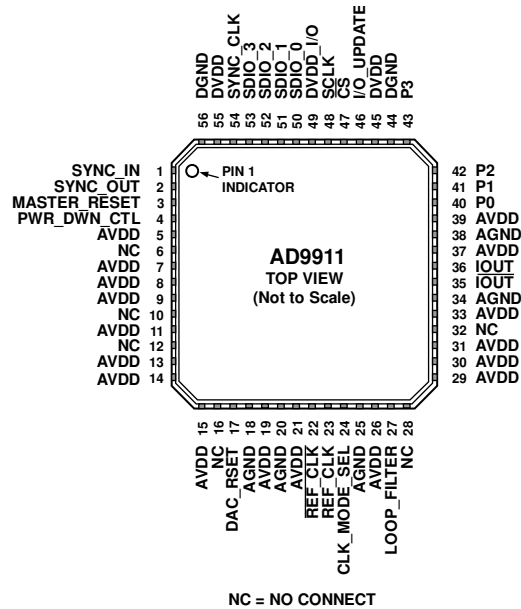 DGND
DVDD
SYNC_CLK
SDIO_3
SDIO_2
SDIO_1
SDIO_0
DVDD_I/O
SCLK
CS
I/O_UPDATE
DVDD
DGND
P3
56 55 54 53 52 51 50 49 48 47 46 45 44 43
SYNC_IN 1
SYNC_OUT 2
MASTER_RESET 3
PWR_DWN_CTL 4
AVDD 5
NC 6
AVDD 7
AVDD 8
AVDD 9
NC 10
AVDD 11
NC 12
AVDD 13
AVDD 14
PIN 1
INDICATOR
AD9911
TOP VIEW
(Not to Scale)
42 P2
41 P1
40 P0
39 AVDD
38 AGND
37 AVDD
36 IOUT
35 IOUT
34 AGND
33 AVDD
32 NC
31 AVDD
30 AVDD
29 AVDD
15 16 17 18 19 20 21 22 23 24 25 26 27 28
AVDD
NC
DAC_RSET
AGND
AVDD
AGND
AVDD
REF_CLK
REF_CLK
CLK_MODE_SEL
AGND
AVDD
LOOP_FILTER
NC
NC = NO CONNECT